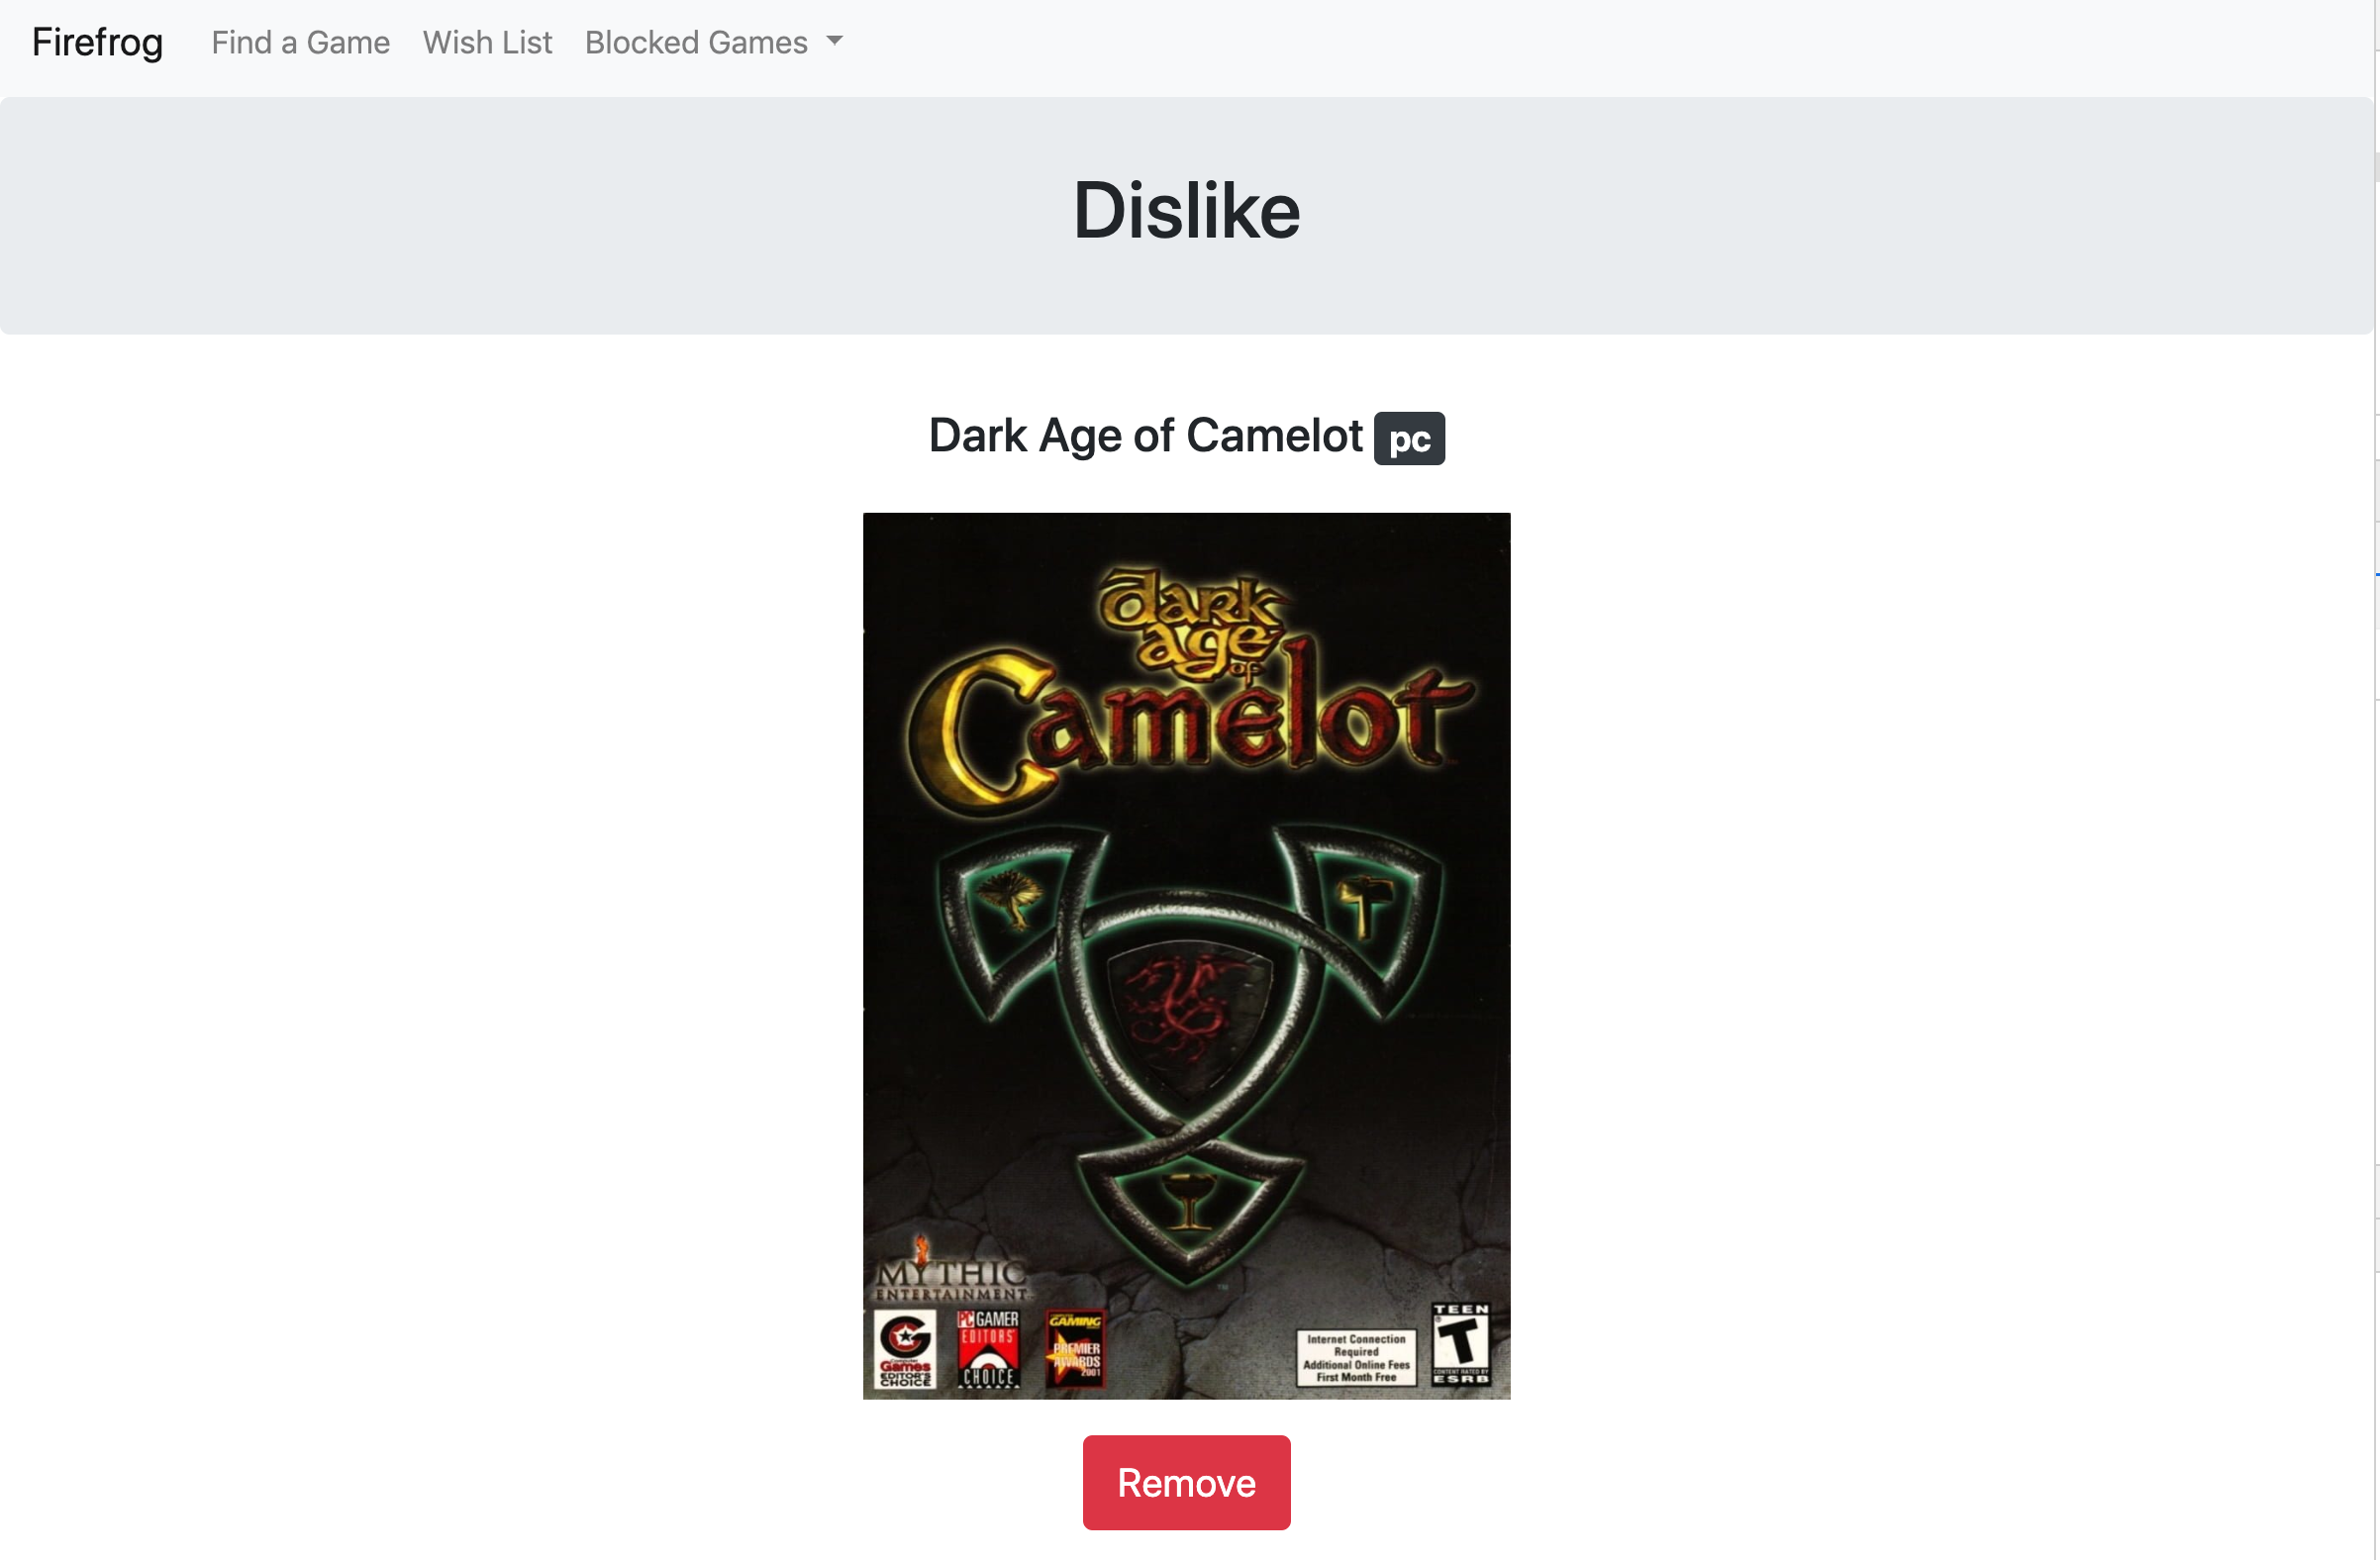 Firefrog Find a Game Wish List Blocked Games
Dislike
Dark Age of Camelot pc
dark
age
of
Camelot
MYTHIC
ENTERTAINMENT
Computer
Games
EDITOR'S
CHOICE
PC GAMER
EDITORS'
CHOICE
GAMING
PREMIER
AWARDS
2001
Internet Connection
Required
Additional Online Fees
First Month Free
TEEN
T
CONTENT RATED BY
ESRB
Remove